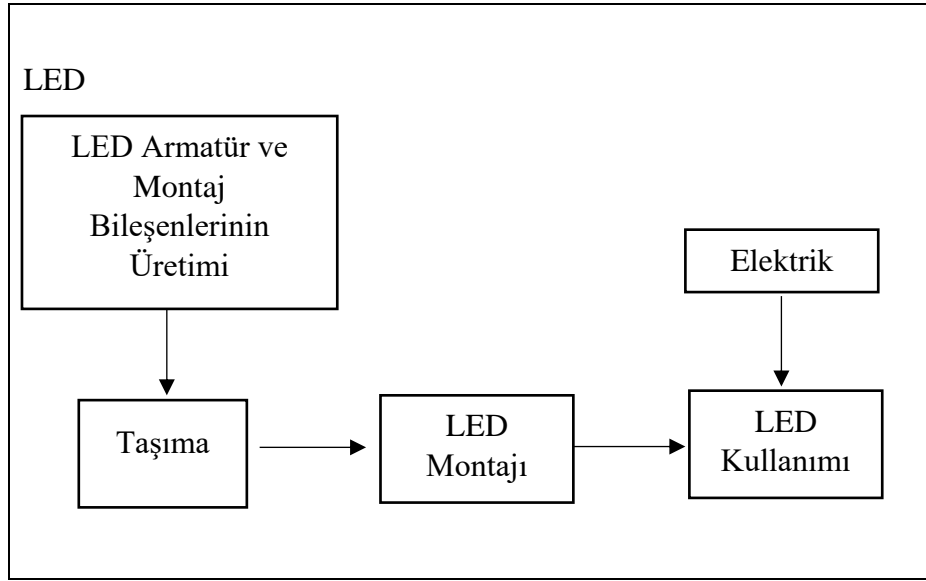 LED
LED Armatür ve
Montaj
Bileşenlerinin
Üretimi
Elektrik
Taşıma
LED
Montajı
LED
Kullanımı